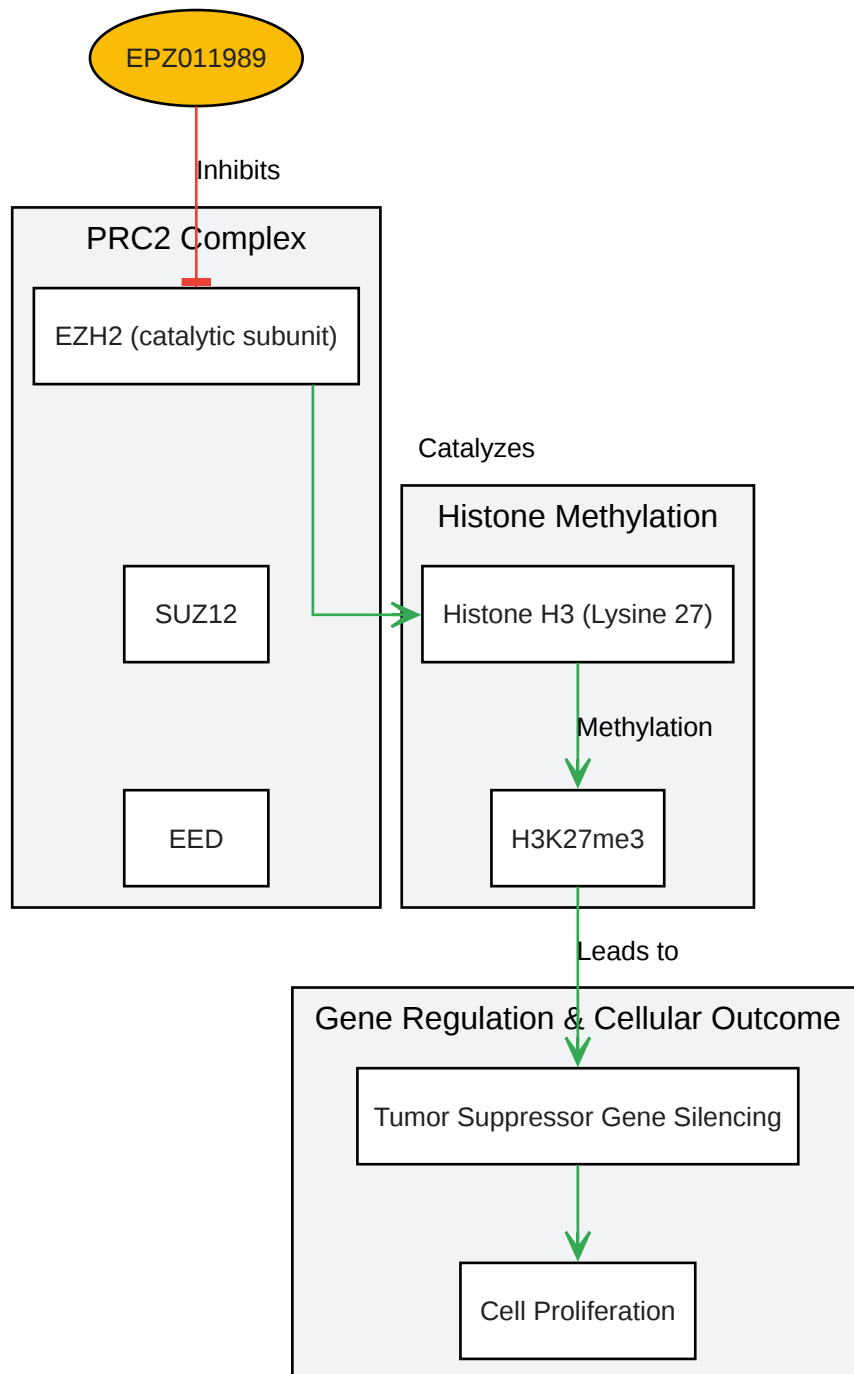 EPZ011989
Inhibits
PRC2 Complex
EZH2 (catalytic subunit)
Catalyzes
Histone Methylation
SUZ12
Histone H3 (Lysine 27)
Methylation
EED
H3K27me3
Leads to
Gene Regulation & Cellular Outcome
Tumor Suppressor Gene Silencing
Cell Proliferation